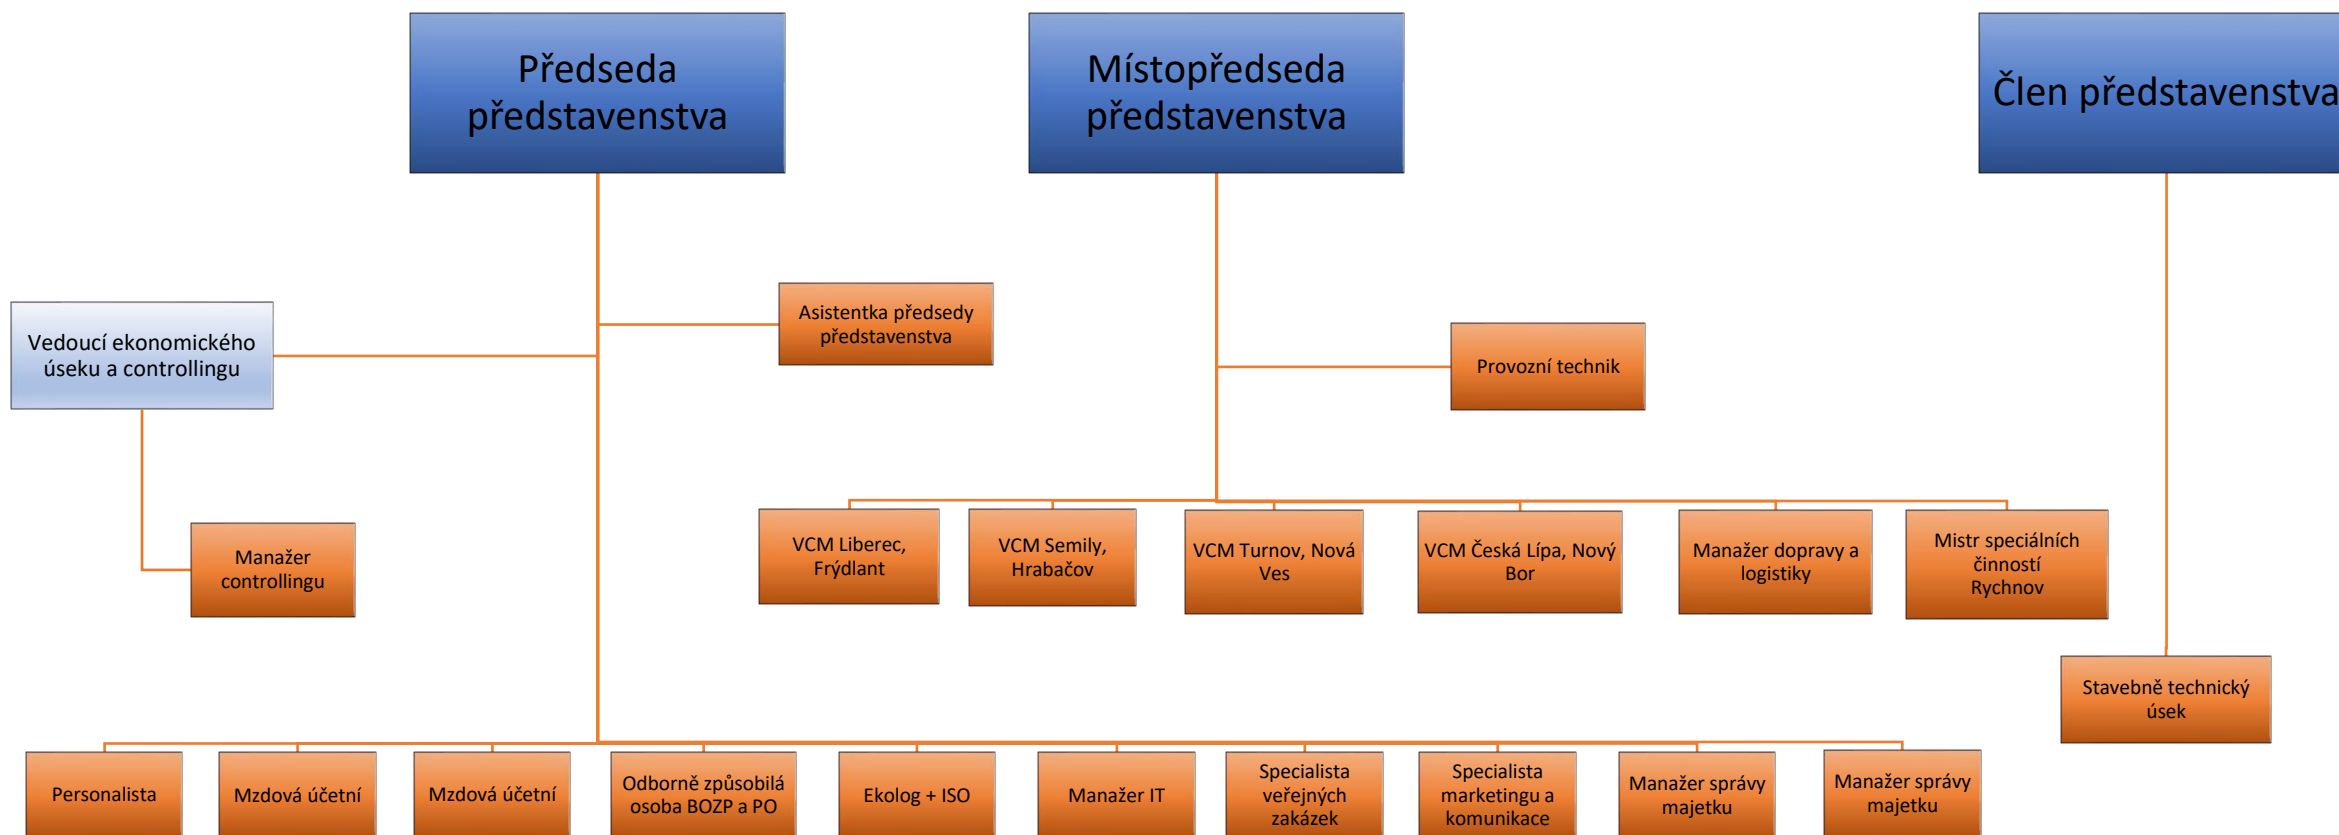 Předseda
představenstva
Místopředseda
představenstva
Člen představenstva
Vedoucí ekonomického
úseku a controllingu
Asistentka předsedy
představenstva
Provozní technik
Manažer
controllingu
VCM Liberec,
Frýdlant
VCM Semily,
Hrabačov
VCM Turnov, Nová
Ves
VCM Česká Lípa, Nový
Bor
Manažer dopravy a
logistiky
Mistr speciálních
činností
Rychnov
Stavebně technický
úsek
Personalista
Mzdová účetní
Mzdová účetní
Odborně způsobilá
osoba BOZP a PO
Ekolog + ISO
Manažer IT
Specialista
veřejných
zakázek
Specialista
marketingu a
komunikace
Manažer správy
majetku
Manažer správy
majetku